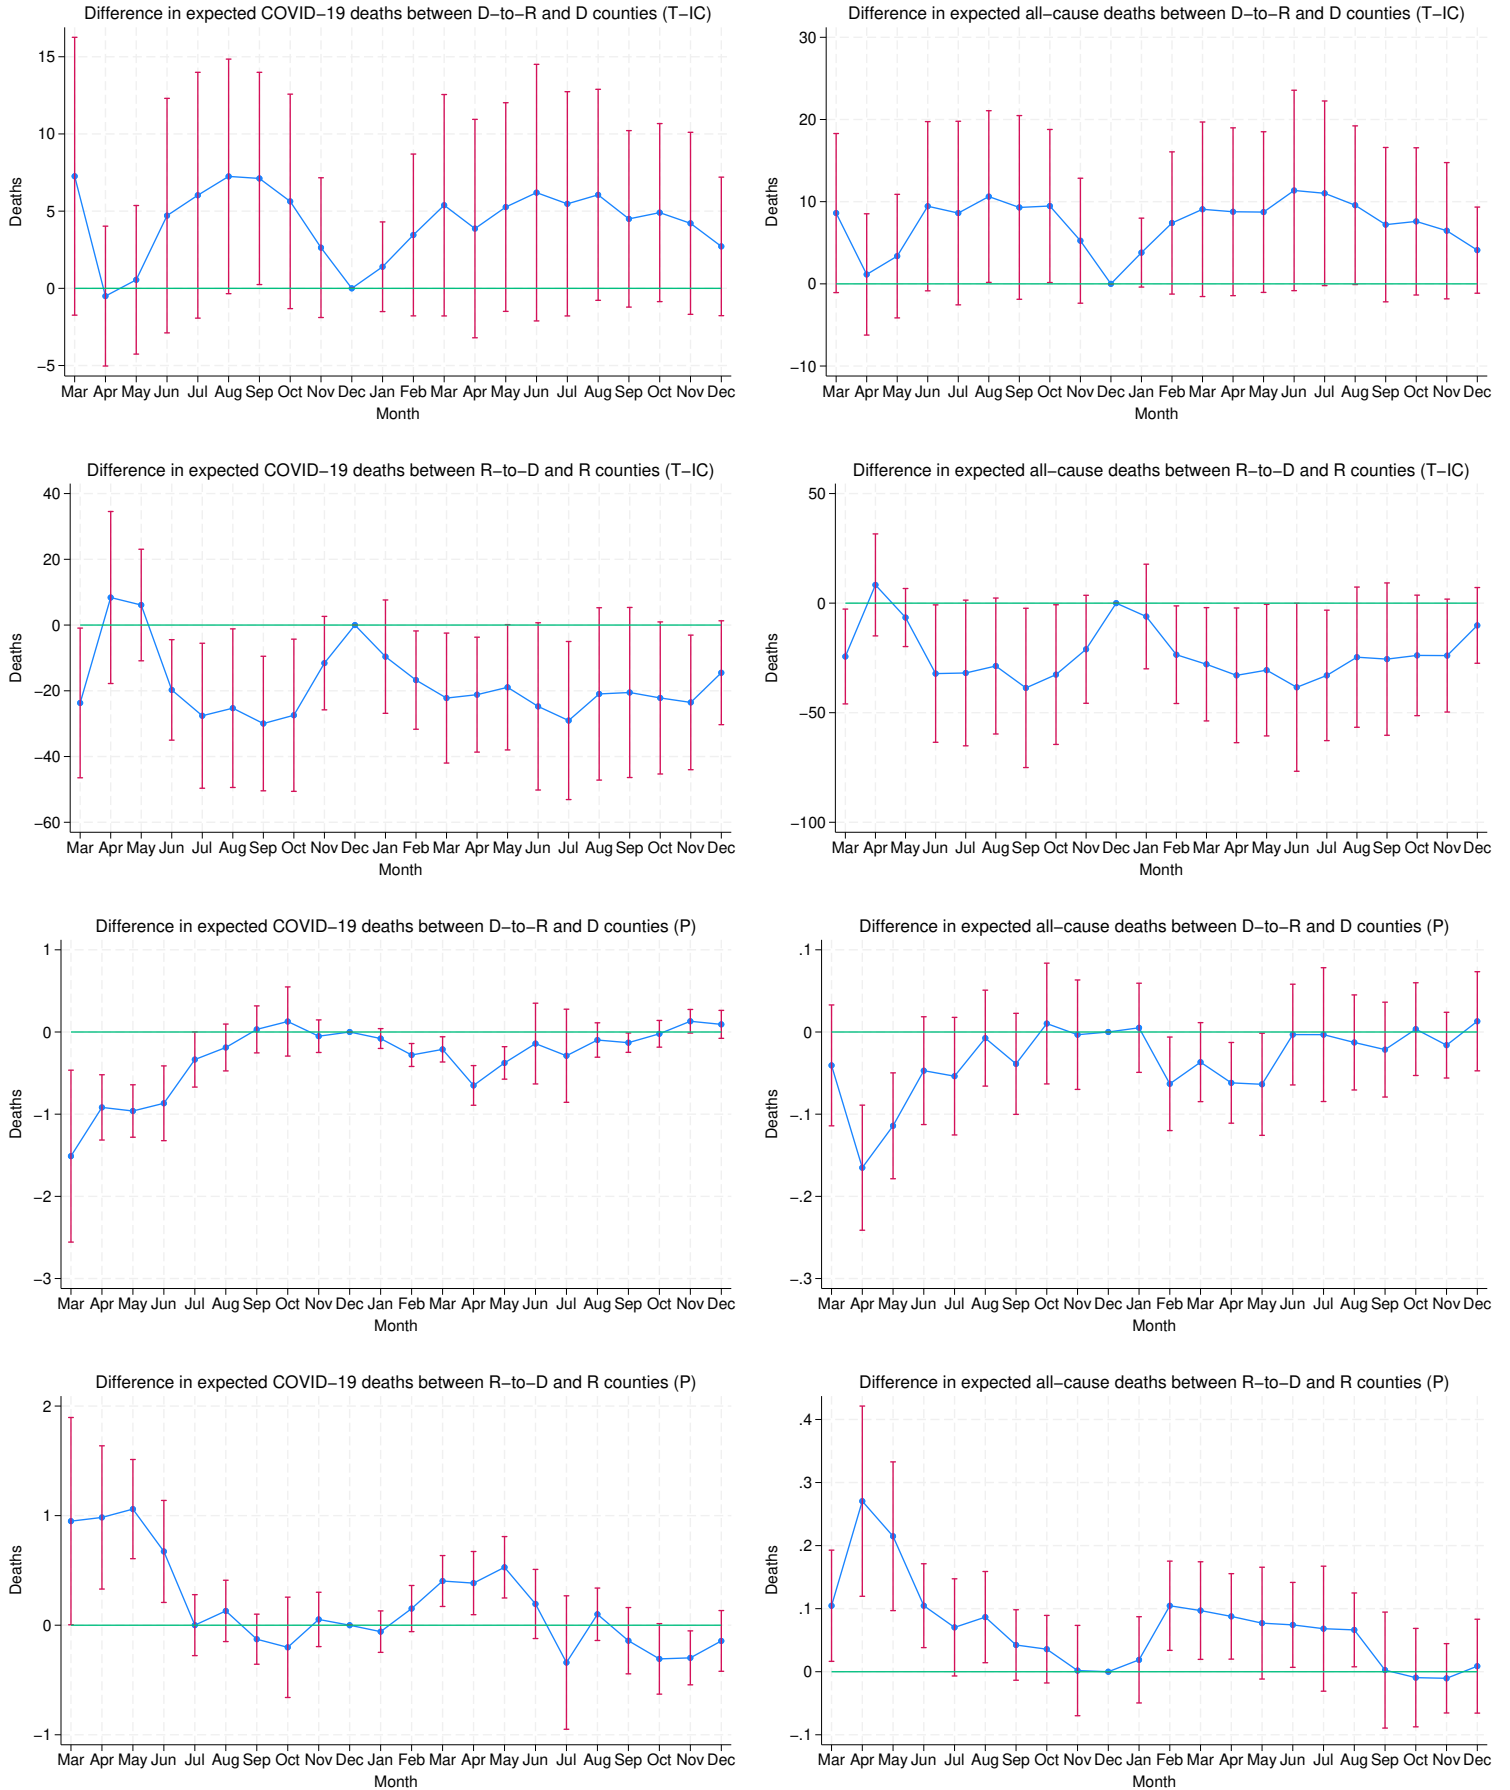 Difference in expected COVID−19 deaths between D−to−R and D counties (T−IC)
15
10
5
0
−5
Deaths
Mar Apr May Jun Jul Aug Sep Oct Nov Dec Jan Feb Mar Apr May Jun Jul Aug Sep Oct Nov Dec
Month
Difference in expected all−cause deaths between D−to−R and D counties (T−IC)
30
20
10
0
−10
Deaths
Mar Apr May Jun Jul Aug Sep Oct Nov Dec Jan Feb Mar Apr May Jun Jul Aug Sep Oct Nov Dec
Month
Difference in expected COVID−19 deaths between R−to−D and R counties (T−IC)
40
20
0
−20
−40
−60
Deaths
Mar Apr May Jun Jul Aug Sep Oct Nov Dec Jan Feb Mar Apr May Jun Jul Aug Sep Oct Nov Dec
Month
Difference in expected all−cause deaths between R−to−D and R counties (T−IC)
50
0
−50
−100
Deaths
Mar Apr May Jun Jul Aug Sep Oct Nov Dec Jan Feb Mar Apr May Jun Jul Aug Sep Oct Nov Dec
Month
Difference in expected COVID−19 deaths between D−to−R and D counties (P)
1
0
−1
−2
−3
Deaths
Mar Apr May Jun Jul Aug Sep Oct Nov Dec Jan Feb Mar Apr May Jun Jul Aug Sep Oct Nov Dec
Month
Difference in expected all−cause deaths between D−to−R and D counties (P)
.1
0
−.1
−.2
−.3
Deaths
Mar Apr May Jun Jul Aug Sep Oct Nov Dec Jan Feb Mar Apr May Jun Jul Aug Sep Oct Nov Dec
Month
Difference in expected COVID−19 deaths between R−to−D and R counties (P)
2
1
0
−1
Deaths
Mar Apr May Jun Jul Aug Sep Oct Nov Dec Jan Feb Mar Apr May Jun Jul Aug Sep Oct Nov Dec
Month
Difference in expected all−cause deaths between R−to−D and R counties (P)
.4
.3
.2
.1
0
−.1
Deaths
Mar Apr May Jun Jul Aug Sep Oct Nov Dec Jan Feb Mar Apr May Jun Jul Aug Sep Oct Nov Dec
Month